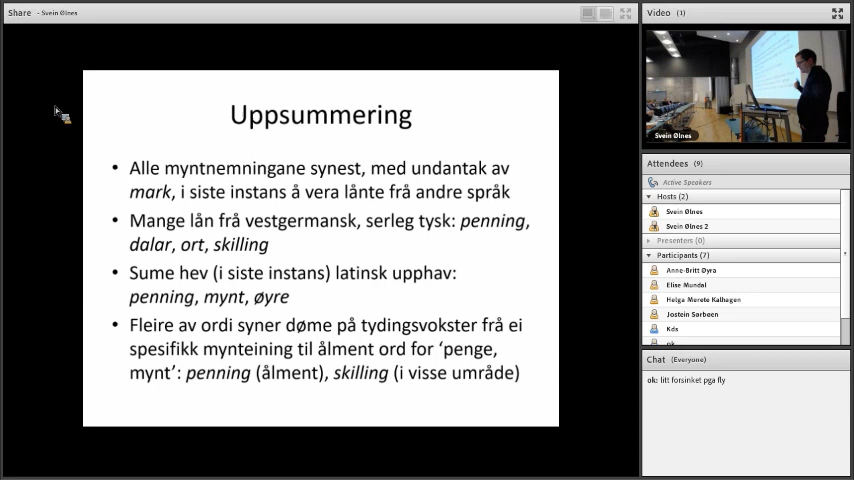 Share - Svein Ølnes
Uppsummering
• Alle myntnemningane synest, med undantak av
mark, i siste instans å vera lånte frå andre språk
• Mange lån frå vestgermansk, serleg tysk: penning,
dalar, ort, skilling
• Sume hev (i siste instans) latinsk upphav:
penning, mynt, øyre
• Fleire av ordi syner døme på tydingsvokster frå ei
spesifikk mynteining til ålment ord for ‘penge,
mynt’: penning (ålment), skilling (i visse umråde)
Video (1)
Svein Ølnes
Attendees (9)
Active Speakers
Hosts (2)
Svein Ølnes
Svein Ølnes 2
Presenters (0)
Participants (7)
Anne-Britt Øyra
Elise Mundal
Helga Merete Kalhagen
Jostein Sørbøen
Kds
ok
Chat (Everyone)
ok: litt forsinket pga fly